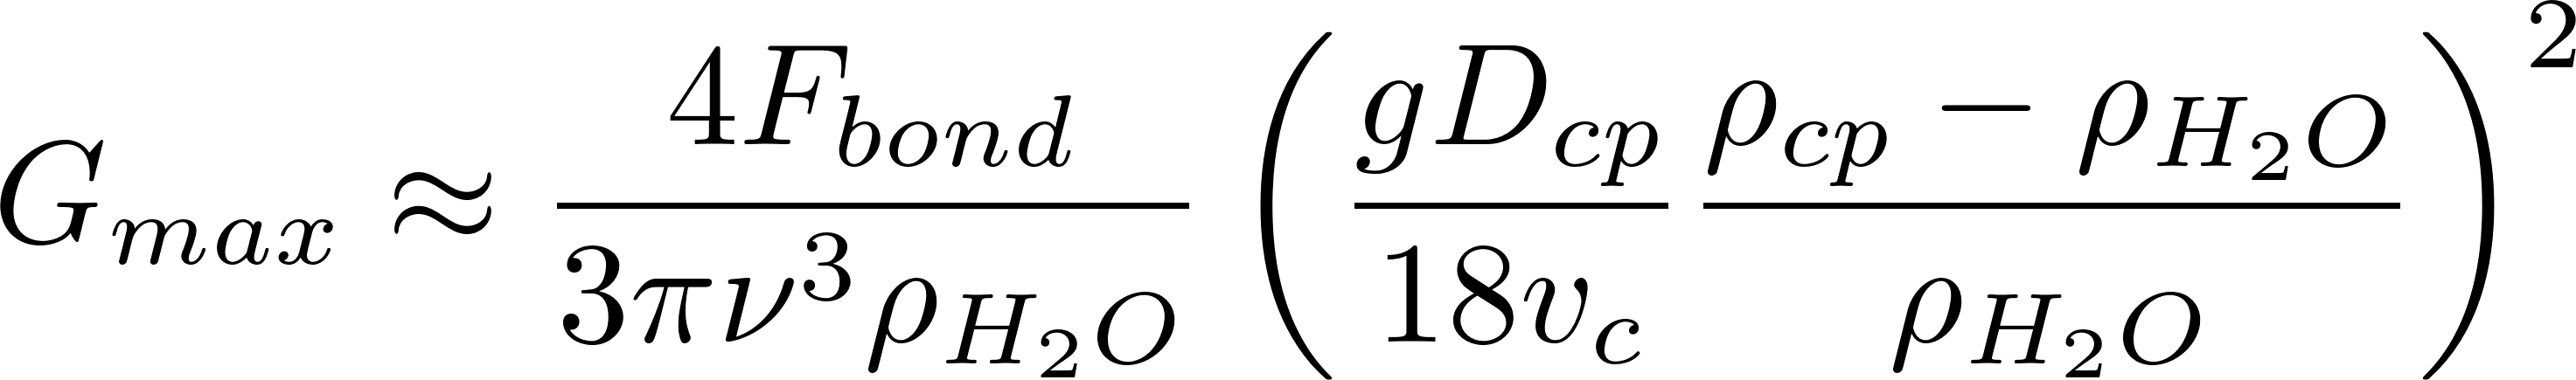 G_{max} \approx \frac{4F_{bond}}{3\pi\nu^3\rho_{H_2O}} \left( \frac{gD_{cp}}{18v_c} \frac{\rho_{cp} - \rho_{H_2O}}{\rho_{H_2O}} \right)^2